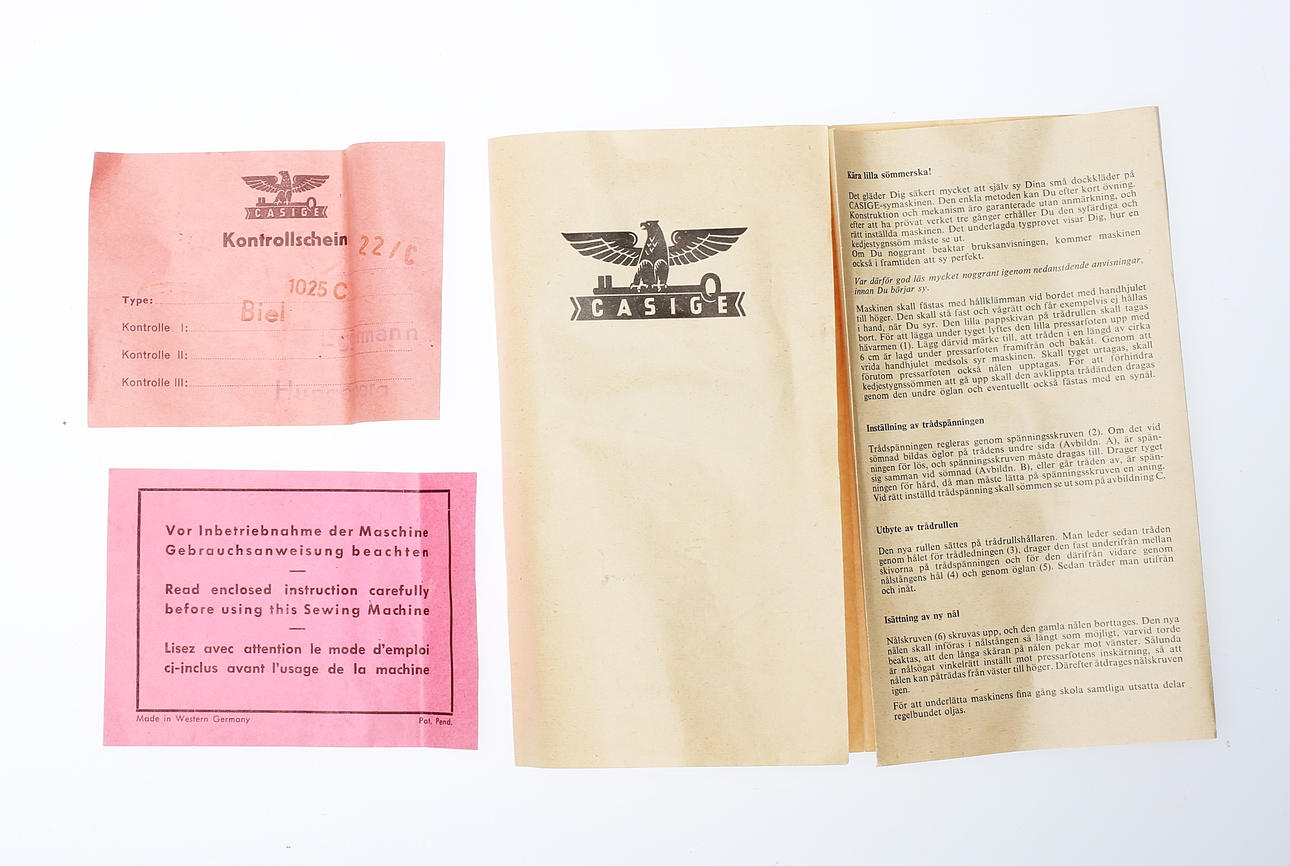 CASIGE
Kontrollschein 22/C
1025 C
Type:
Biel
Kontrolle I:
Kontrolle II:
Kontrolle III:
Vor Inbetriebnahme der Maschine
Gebrauchsanweisung beachten
Read enclosed instruction carefully
before using this Sewing Machine
Lisez avec attention le mode d'emploi
ci-inclus avant l'usage de la machine
Made in Western Germany
Pat. Pend.
CASIGE
Kära lilla sömmerska!
Det gläder Dig säkert mycket att själv sy Dina små dockkläder på
CASIGE-symaskinen. Den enkla metoden kan Du efter kort övning.
Konstruktion och mekanism äro garanterade utan anmärkning, och
efter att ha prövat verket tre gånger erhåller Du den syfärdiga och
rätt inställda maskinen. Det underlagda tygprovet visar Dig, hur en
kedjestygnssöm måste se ut.
Om Du noggrant beaktar bruksanvisningen, kommer maskinen
också i framtiden att sy perfekt.
Var därför god läs mycket noggrant igenom nedanstående anvisningar,
innan Du börjar sy.
Maskinen skall fästas med hållklämman vid bordet med handhjulet
till höger. Den skall stå fast och vågrätt och får exempelvis ej hållas
i hand, när Du syr. Den lilla pappskivan på trådrullen skall tagas
bort. För att lägga under tyget lyftes den lilla pressarfoten upp med
hävarmen (1). Lägg därvid märke till, att tråden i en längd av cirka
6 cm är lagd under pressarfoten framifrån och bakåt. Genom att
vrida handhjulet medsols syr maskinen. Skall tyget urtagas, skall
förutom pressarfoten också nålen upptagas. För att förhindra
kedjestygnssömmen att gå upp skall den avklippta trådänden dragas
genom den undre öglan och eventuellt också fästas med en synål.
Inställning av trådspänningen
Trådspänningen regleras genom spänningsskruven (2). Om det vid
sömnad bildas öglor på trådens undre sida (Avbildn. A), är spän-
ningen för lös, och spänningsskruven måste dragas till. Drager tyget
sig samman vid sömnad (Avbildn. B), eller går tråden av, är spän-
ningen för hård, då man måste lätta på spänningsskruven en aning.
Vid rätt inställd trådspänning skall sömmen se ut som på avbildning C.
Utbyte av trådrullen
Den nya rullen sättes på trådrullshållaren. Man leder sedan tråden
genom hålet för trådledningen (3), drager den fast underifrån mellan
skivorna på trådspänningen och för den därifrån vidare genom
nålstångens hål (4) och genom öglan (5). Sedan träder man utifrån
och inåt.
Isättning av ny nål
Nålskruven (6) skruvas upp, och den gamla nålen borttages. Den nya
nålen skall införas i nålstången så långt som möjligt, varvid torde
beaktas, att den långa skåran på nålen pekar mot vänster. Sålunda
är nålsögat vinkelrätt inställt mot pressarfotens inskärning, så att
nålen kan påträdas från väster till höger. Därefter åtdrages nålskruven
igen.
För att underlätta maskinens fina gång skola samtliga utsatta delar
regelbundet oljas.